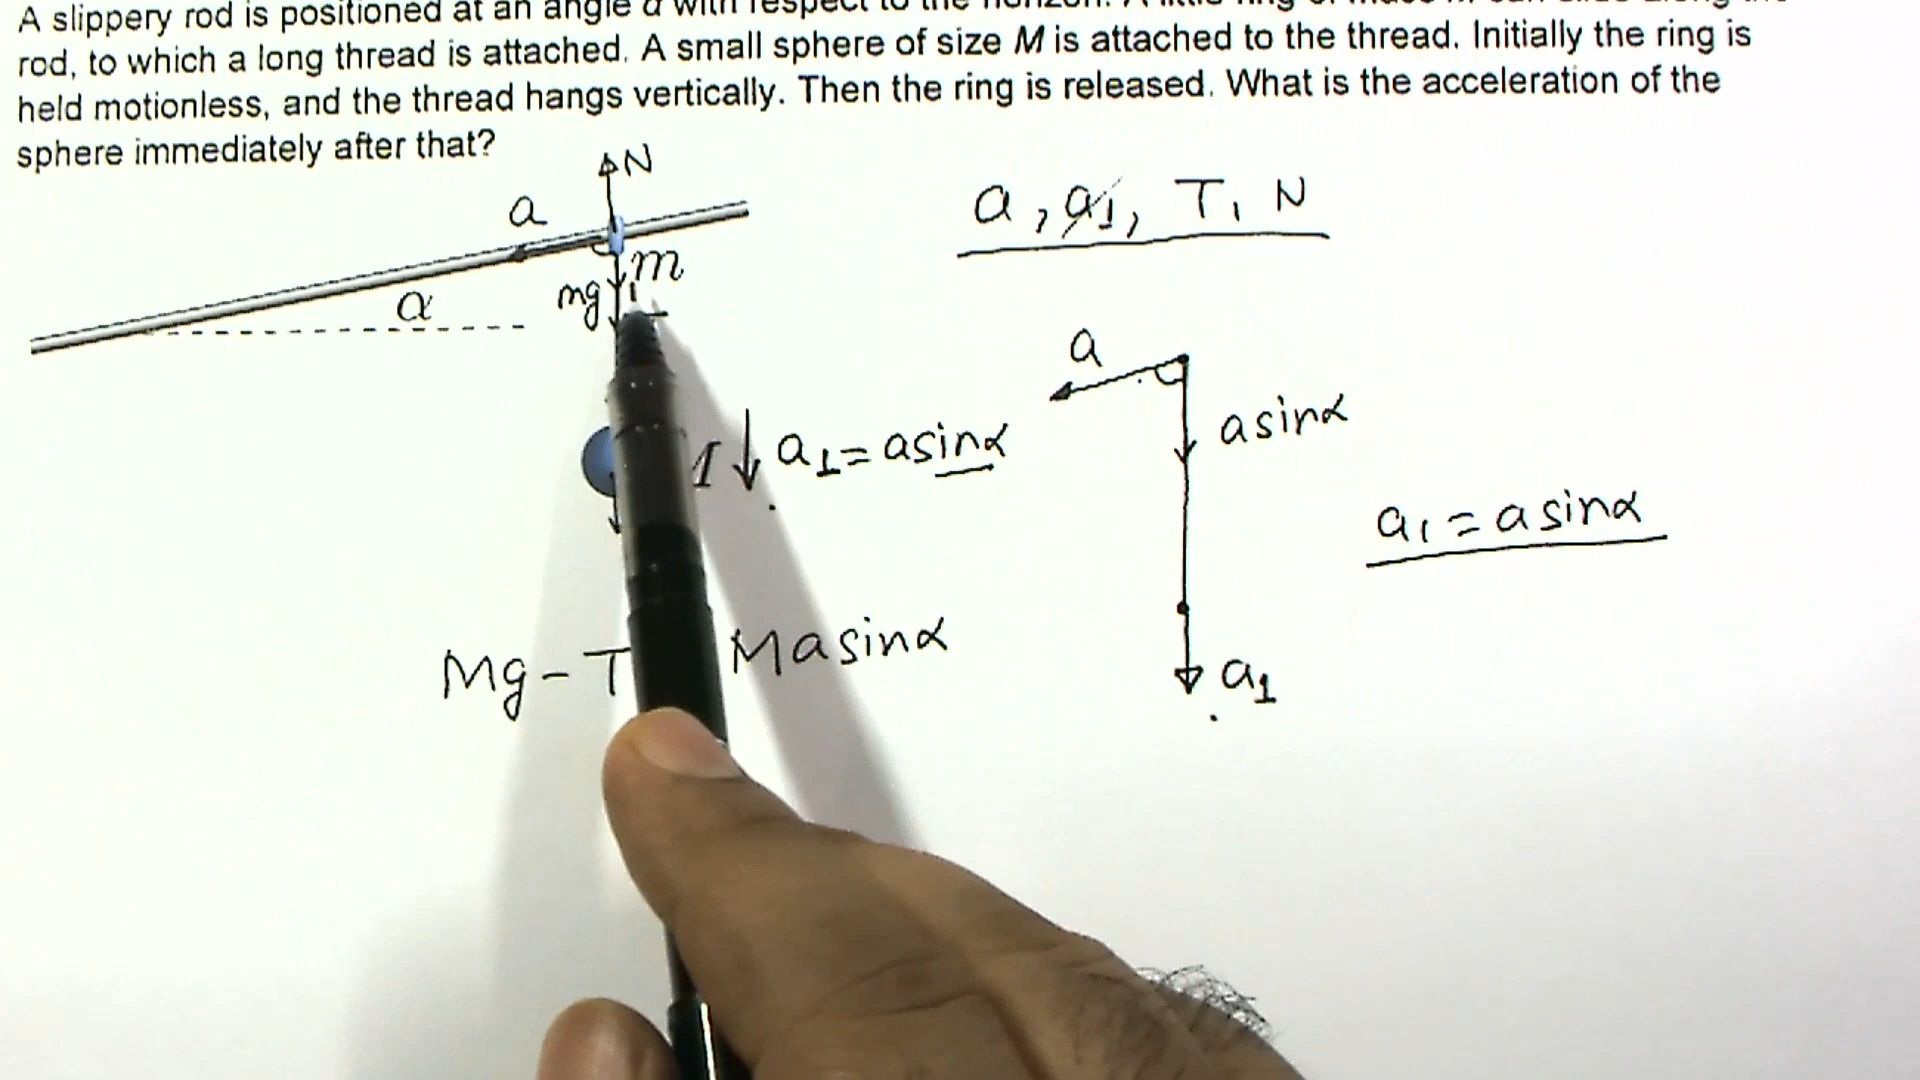 A slippery rod is positioned at an angle α with respect to the horizon. A little ring of mass m can slide along the
rod, to which a long thread is attached. A small sphere of size M is attached to the thread. Initially the ring is
held motionless, and the thread hangs vertically. Then the ring is released. What is the acceleration of the
sphere immediately after that?
N
a
a, a1, T, N
m
mg
α
a
a sinα
a1 = a sinα
a1 = a sinα
Mg - T
Ma sinα
a1